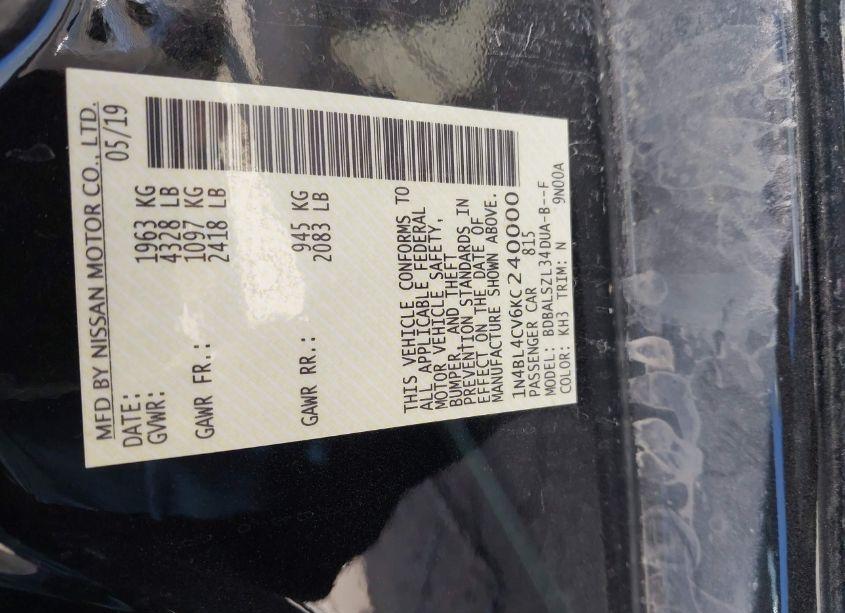 MFD BY NISSAN MOTOR CO., LTD.
DATE: 05/19
GVWR: 1963 KG
4328 LB
GAWR FR.: 1097 KG
2418 LB
GAWR RR.: 945 KG
2083 LB
THIS VEHICLE CONFORMS TO
ALL APPLICABLE FEDERAL
MOTOR VEHICLE SAFETY,
BUMPER, AND THEFT
PREVENTION STANDARDS IN
EFFECT ON THE DATE OF
MANUFACTURE SHOWN ABOVE.
1N4BL4CV6KC240000
PASSENGER CAR 815
MODEL: BDBALSZL34DUA-B--F
COLOR: KH3 TRIM: N 9N00A